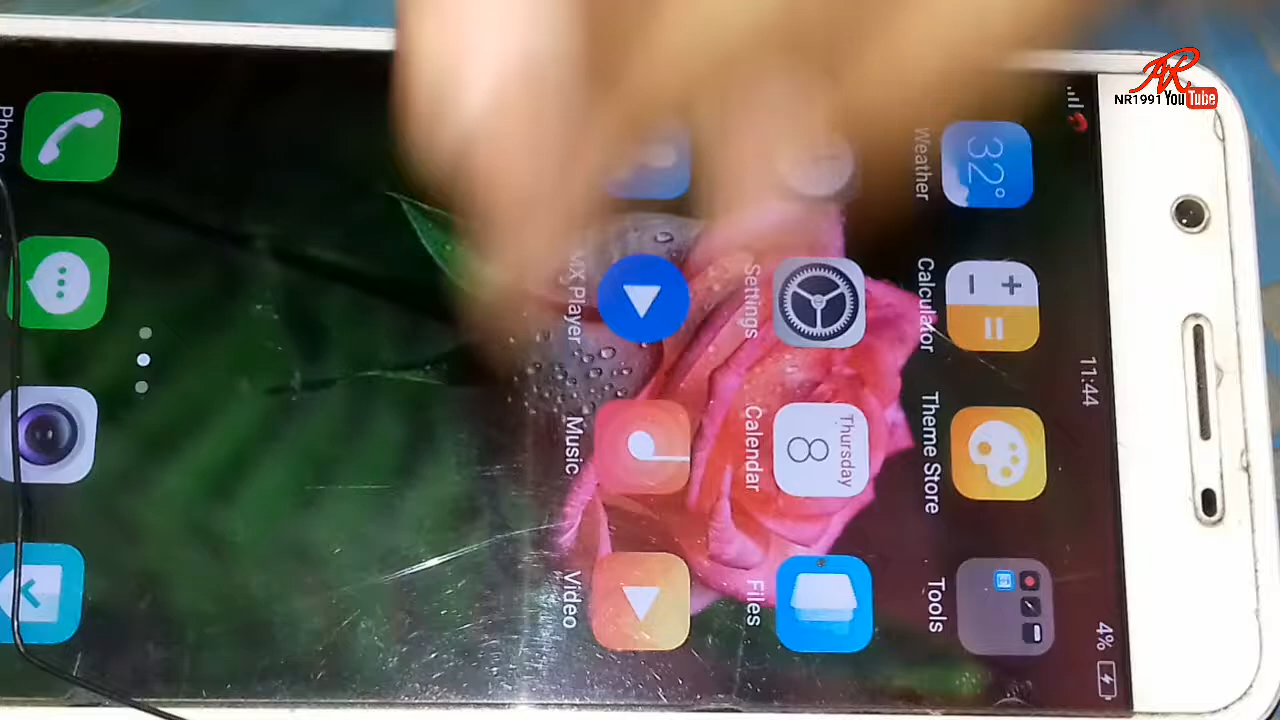 NR1991 YouTube
11:44
4%
32°
Weather
Calculator
Theme Store
Tools
Settings
Thursday
8
Calendar
Files
MX Player
Music
Video
Phone